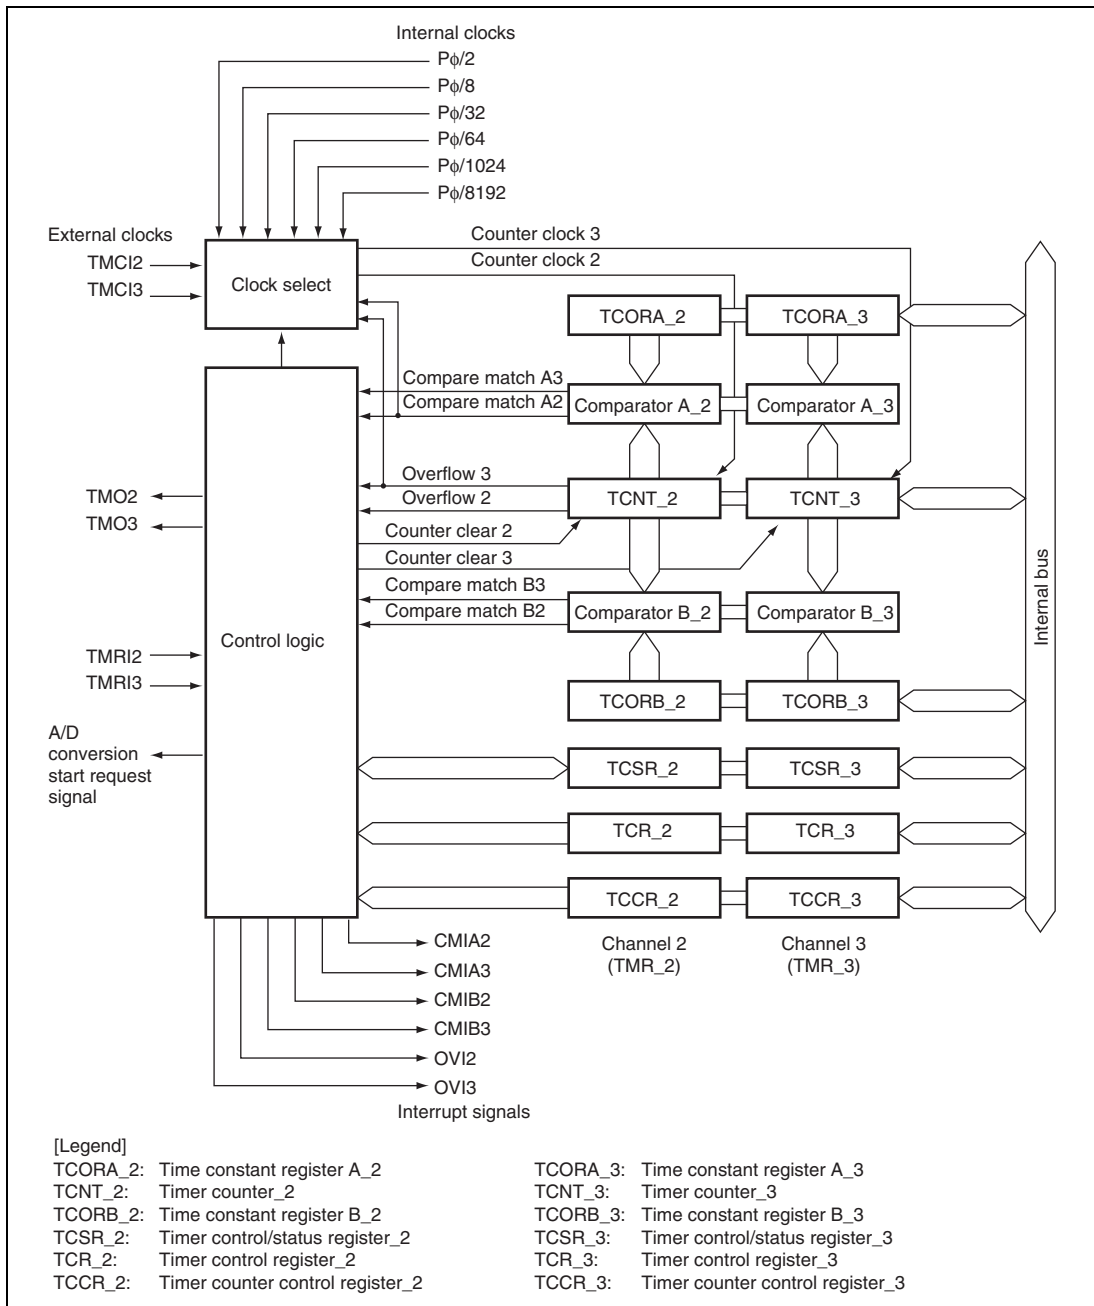 Internal clocks
Pϕ/2
Pϕ/8
Pϕ/32
Pϕ/64
Pϕ/1024
Pϕ/8192
External clocks
TMCI2
TMCI3
Clock select
Counter clock 3
Counter clock 2
TCORA_2
TCORA_3
Compare match A3
Compare match A2
Comparator A_2
Comparator A_3
TMO2
TMO3
Overflow 3
Overflow 2
TCNT_2
TCNT_3
Counter clear 2
Counter clear 3
Compare match B3
Compare match B2
Comparator B_2
Comparator B_3
Control logic
TMRI2
TMRI3
TCORB_2
TCORB_3
A/D
conversion
start request
signal
TCSR_2
TCSR_3
TCR_2
TCR_3
TCCR_2
TCCR_3
Internal bus
Channel 2
(TMR_2)
Channel 3
(TMR_3)
CMIA2
CMIA3
CMIB2
CMIB3
OVI2
OVI3
Interrupt signals
[Legend]
TCORA_2: Time constant register A_2
TCNT_2: Timer counter_2
TCORB_2: Time constant register B_2
TCSR_2: Timer control/status register_2
TCR_2: Timer control register_2
TCCR_2: Timer counter control register_2
TCORA_3: Time constant register A_3
TCNT_3: Timer counter_3
TCORB_3: Time constant register B_3
TCSR_3: Timer control/status register_3
TCR_3: Timer control register_3
TCCR_3: Timer counter control register_3